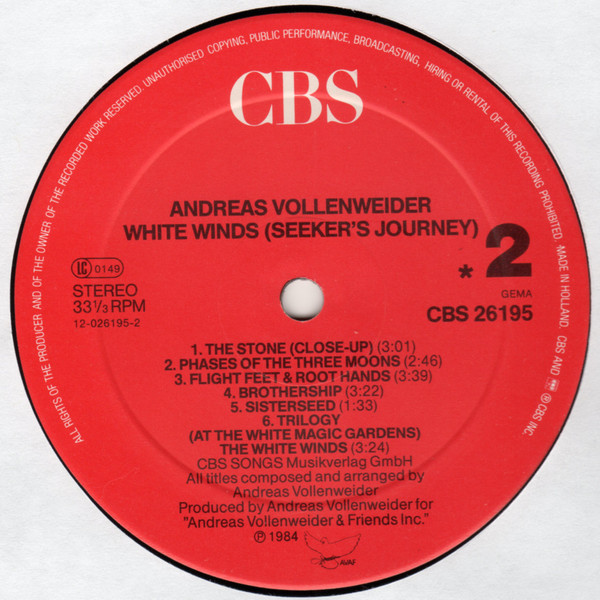 ALL RIGHTS OF THE PRODUCER AND OF THE OWNER OF THE RECORDED WORK RESERVED. UNAUTHORISED COPYING, PUBLIC PERFORMANCE, BROADCASTING, HIRING OR RENTAL OF THIS RECORDING PROHIBITED. MADE IN HOLLAND. CBS AND ℗ CBS INC.
CBS
ANDREAS VOLLENWEIDER
WHITE WINDS (SEEKER'S JOURNEY)
* 2
LC 0149
STEREO
33 1/3 RPM
12-026195-2
GEMA
CBS 26195
1. THE STONE (CLOSE-UP) (3:01)
2. PHASES OF THE THREE MOONS (2:46)
3. FLIGHT FEET & ROOT HANDS (3:39)
4. BROTHERSHIP (3:22)
5. SISTERSEED (1:33)
6. TRILOGY
(AT THE WHITE MAGIC GARDENS)
THE WHITE WINDS (3:24)
CBS SONGS Musikverlag GmbH
All titles composed and arranged by
Andreas Vollenweider
Produced by Andreas Vollenweider for
"Andreas Vollenweider & Friends Inc."
℗ 1984
AVAF